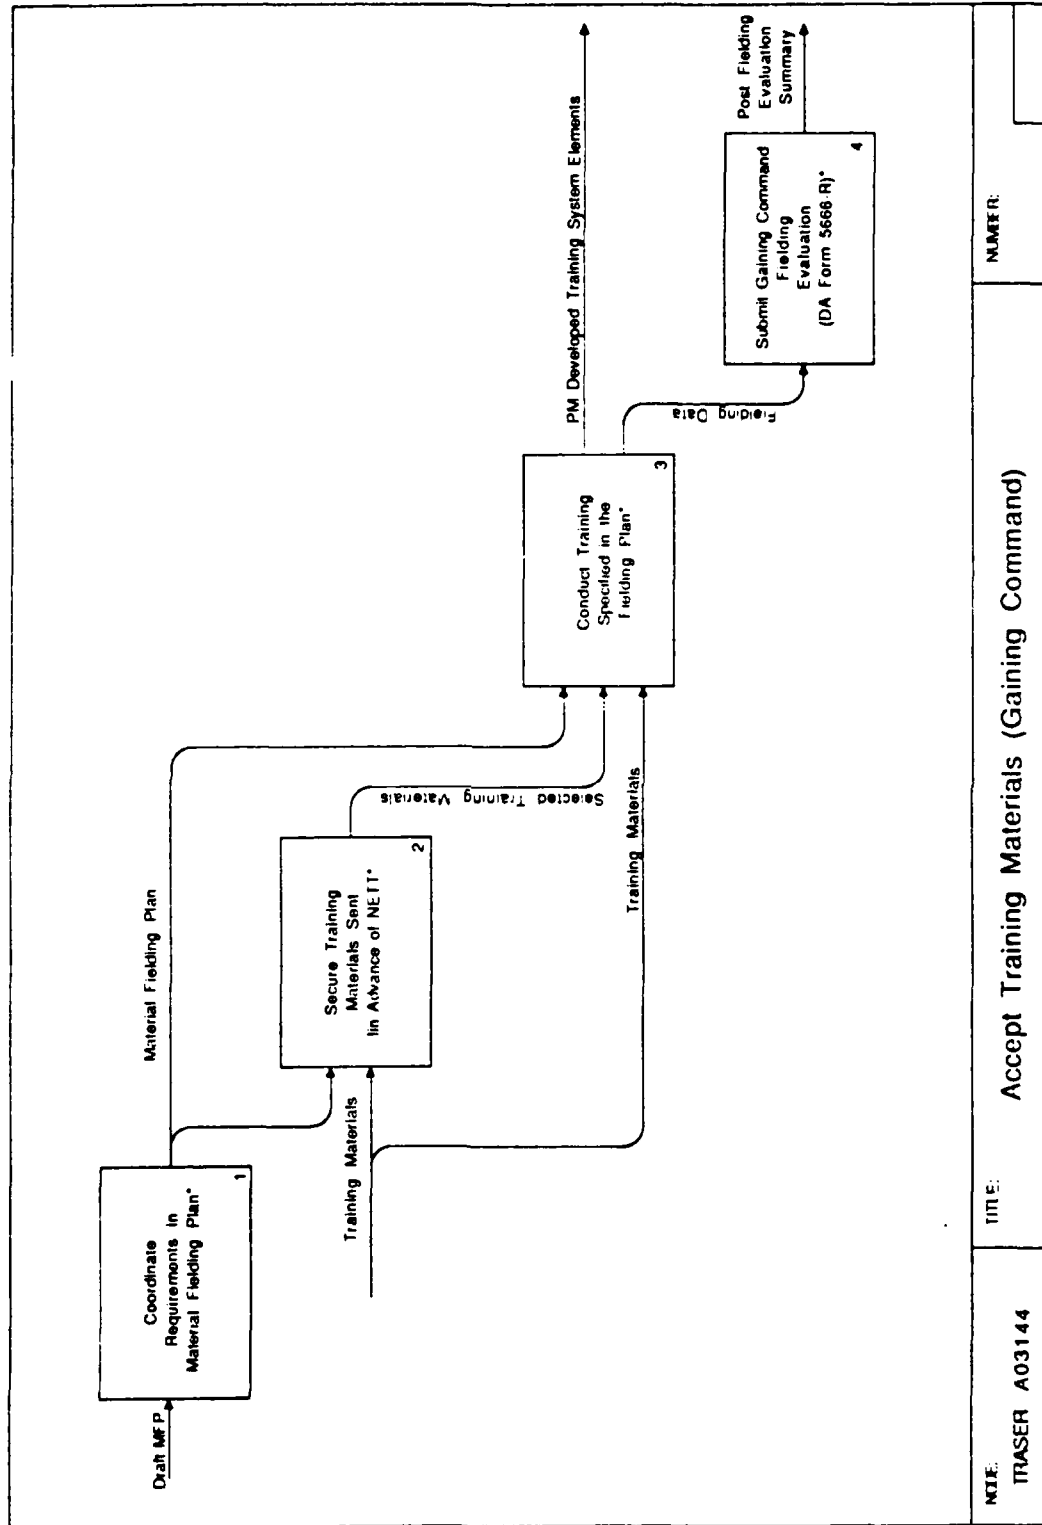 Draft MFP
Coordinate
Requirements in
Material Fielding Plan*
1
Material Fielding Plan
Training Materials
Secure Training
Materials Sent
Iin Advance of NETT*
2
Selected Training Materials
Training Materials
Conduct Training
Specified in the
Fielding Plan*
3
PM Developed Training System Elements
Fielding Data
Submit Gaining Command
Fielding
Evaluation
(DA Form 5666-R)*
4
Post Fielding
Evaluation
Summary
NODE:
TRASER A03144
TITLE:
Accept Training Materials (Gaining Command)
NUMBER: